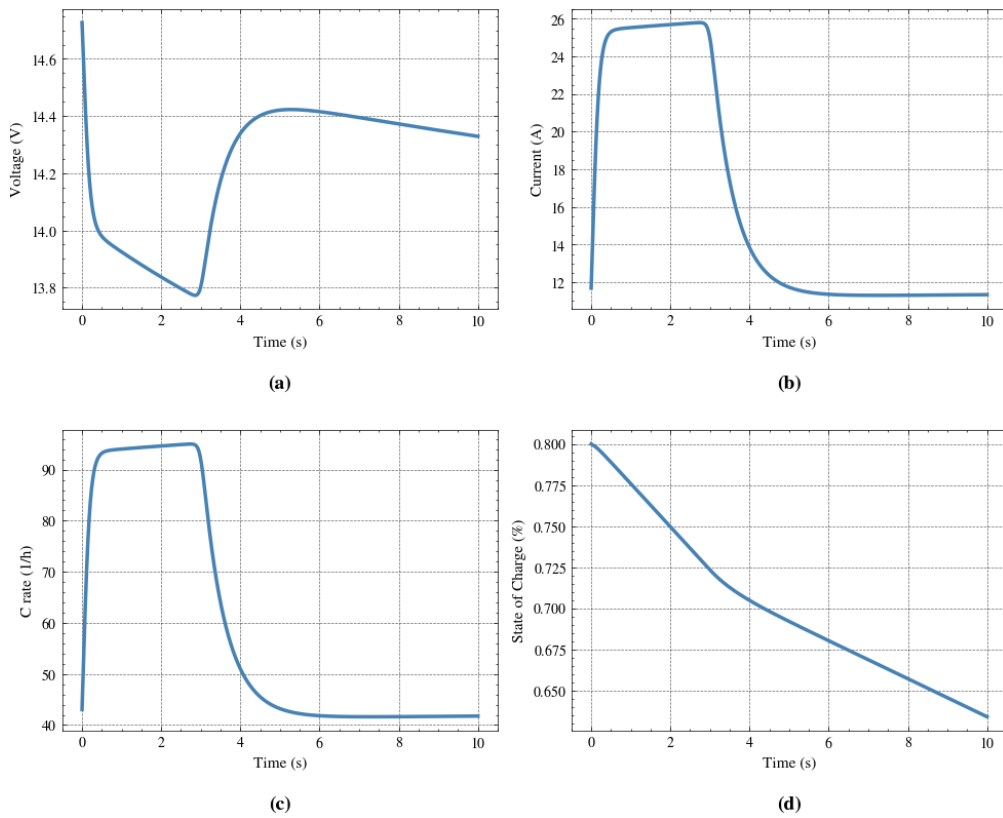 14.6
14.4
14.2
14.0
13.8
Voltage (V)
0 2 4 6 8 10
Time (s)
(a)
26
24
22
20
18
16
14
12
Current (A)
0 2 4 6 8 10
Time (s)
(b)
90
80
70
60
50
40
C rate (1/h)
0 2 4 6 8 10
Time (s)
(c)
0.800
0.775
0.750
0.725
0.700
0.675
0.650
State of Charge (%)
0 2 4 6 8 10
Time (s)
(d)